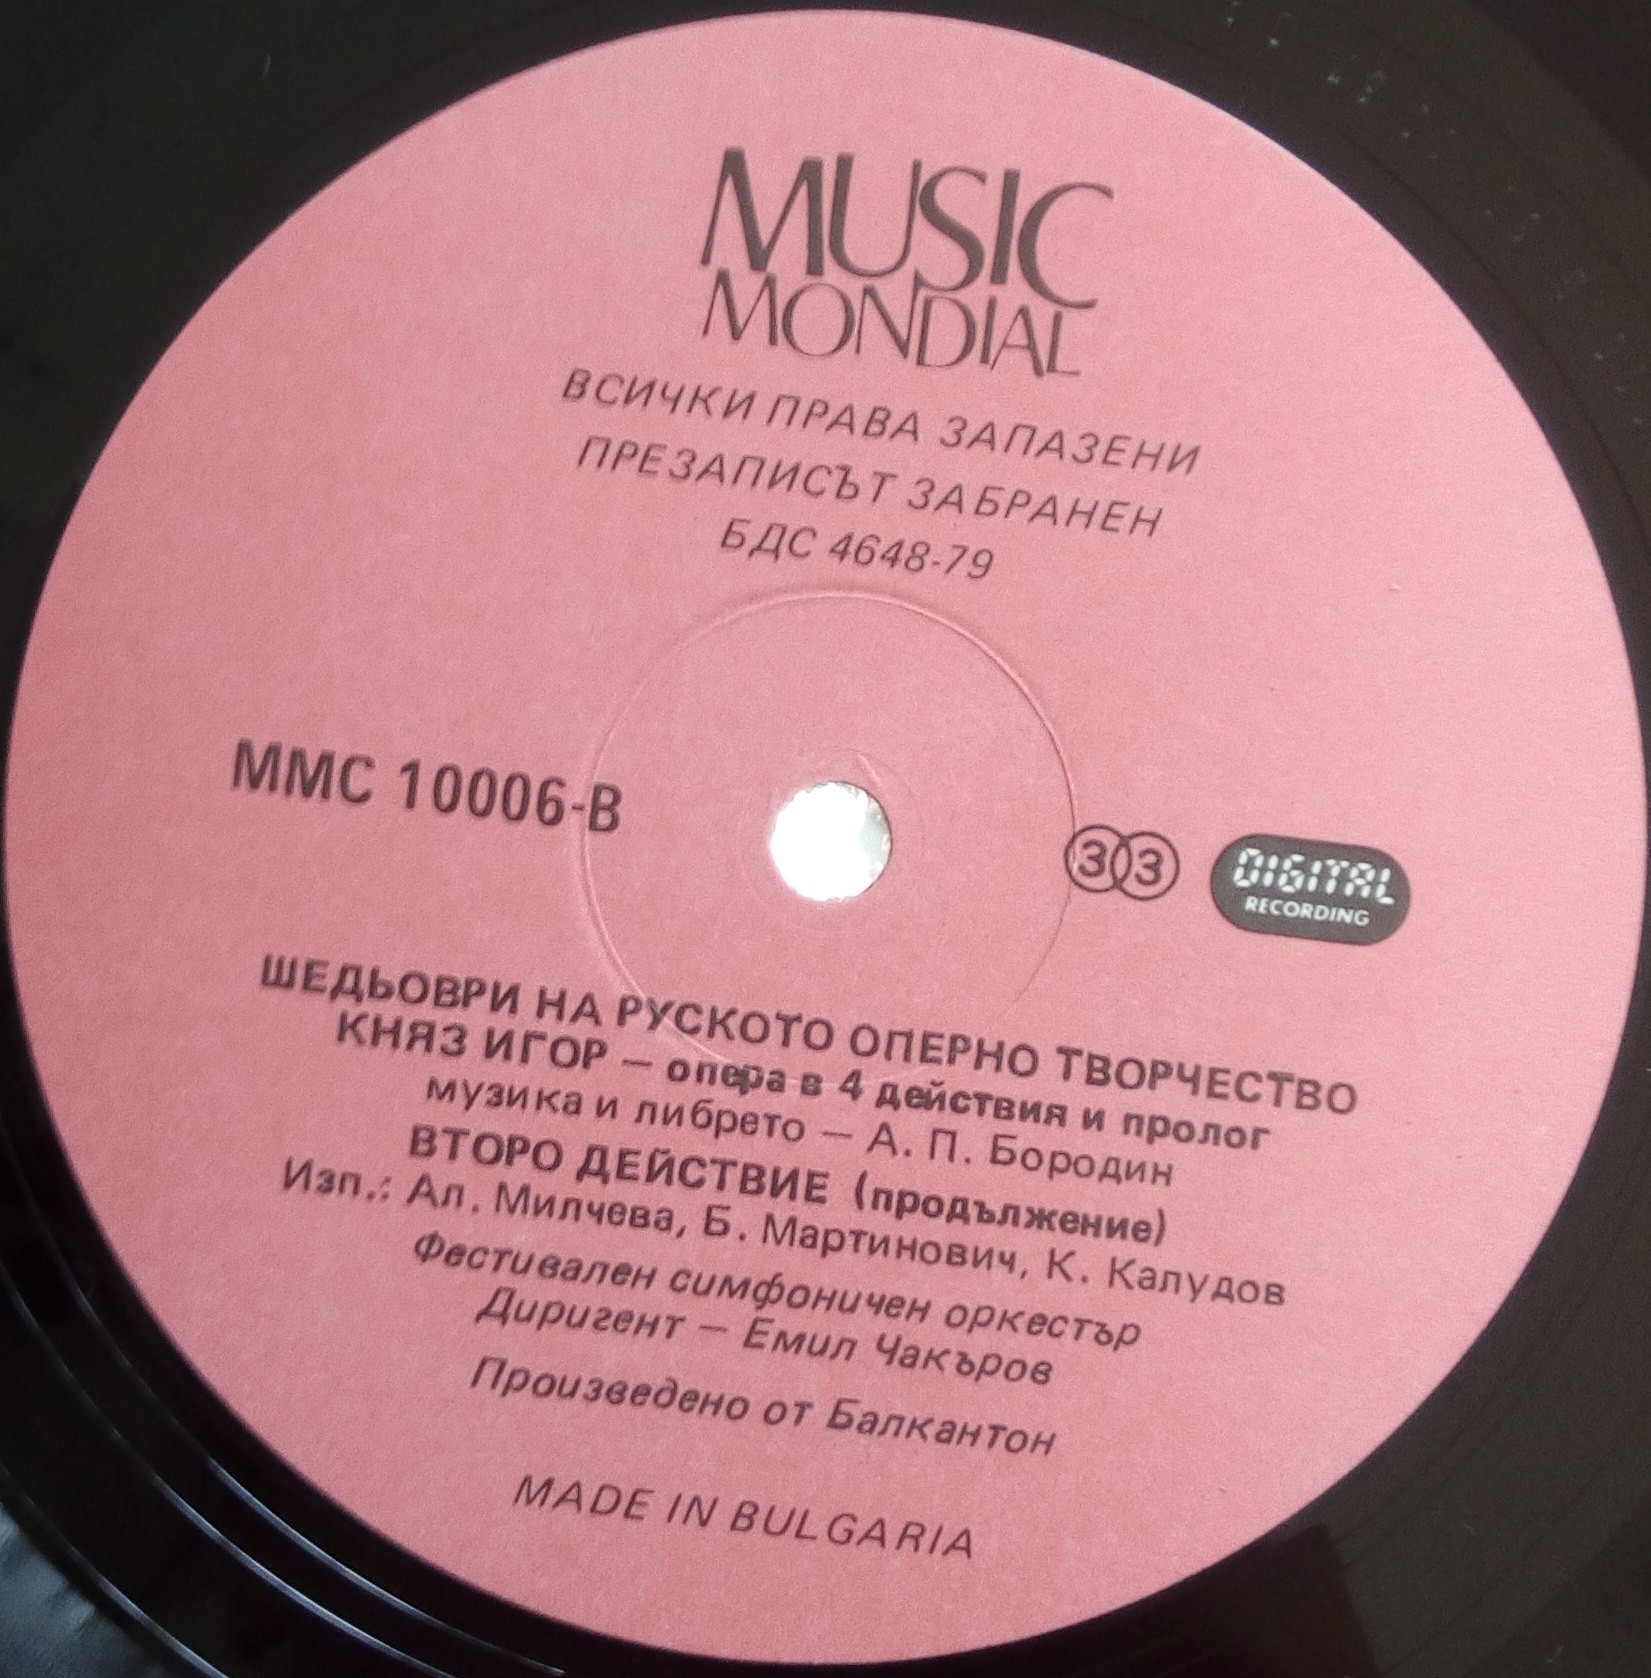 MUSIC
MONDIAL
ВСИЧКИ ПРАВА ЗАПАЗЕНИ
ПРЕЗАПИСЪТ ЗАБРАНЕН
БДС 4648-79
ММС 10006-В
33
DIGITAL
RECORDING
ШЕДЬОВРИ НА РУСКОТО ОПЕРНО ТВОРЧЕСТВО
КНЯЗ ИГОР – опера в 4 действия и пролог
музика и либрето – А. П. Бородин
ВТОРО ДЕЙСТВИЕ (продължение)
Изп.: Ал. Милчева, Б. Мартинович, К. Калудов
Фестивален симфоничен оркестър
Диригент – Емил Чакъров
Произведено от Балкантон
MADE IN BULGARIA